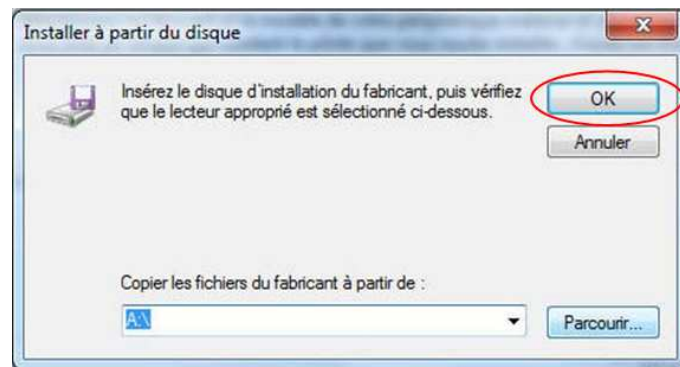 Installer à partir du disque
Insérez le disque d'installation du fabricant, puis vérifiez
que le lecteur approprié est sélectionné ci-dessous.
OK
Annuler
Copier les fichiers du fabricant à partir de :
A:\
Parcourir...